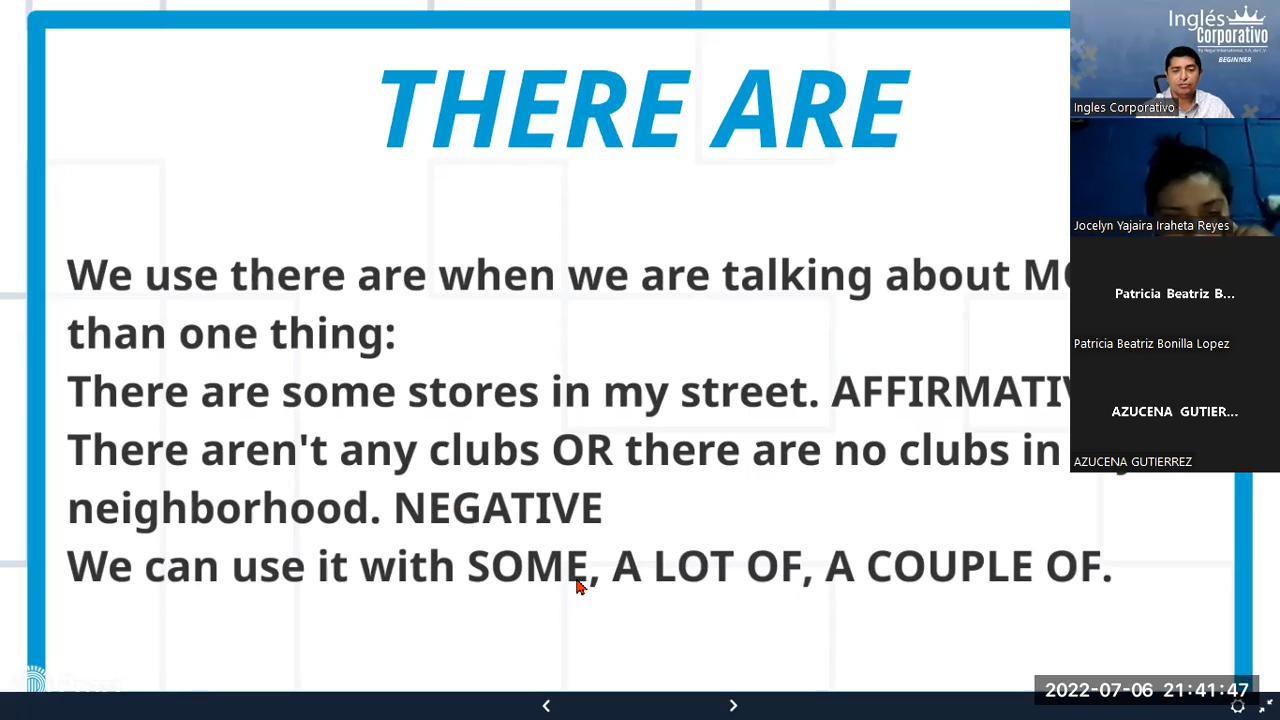 THERE ARE
We use there are when we are talking about
than one thing:
There are some stores in my street.
There aren't any clubs OR there are no clubs in
neighborhood. NEGATIVE
We can use it with SOME, A LOT OF, A COUPLE OF.
Inglés
Corporativo
BEGINNER
Ingles Corporativo
Jocelyn Yajaira Iraheta Reyes
Patricia Beatriz B...
Patricia Beatriz Bonilla Lopez
AZUCENA GUTIER...
AZUCENA GUTIERREZ
2022-07-06 21:41:47